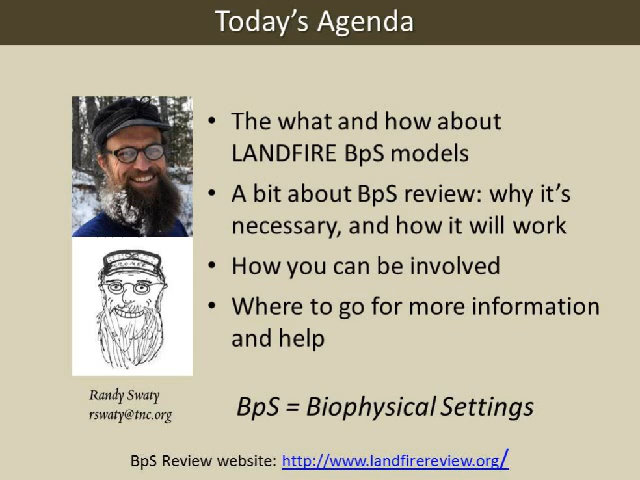 Today's Agenda
• The what and how about
LANDFIRE BpS models
• A bit about BpS review: why it's
necessary, and how it will work
• How you can be involved
• Where to go for more information
and help
Randy Swaty
rswaty@tnc.org
BpS = Biophysical Settings
BpS Review website: http://www.landfirereview.org/